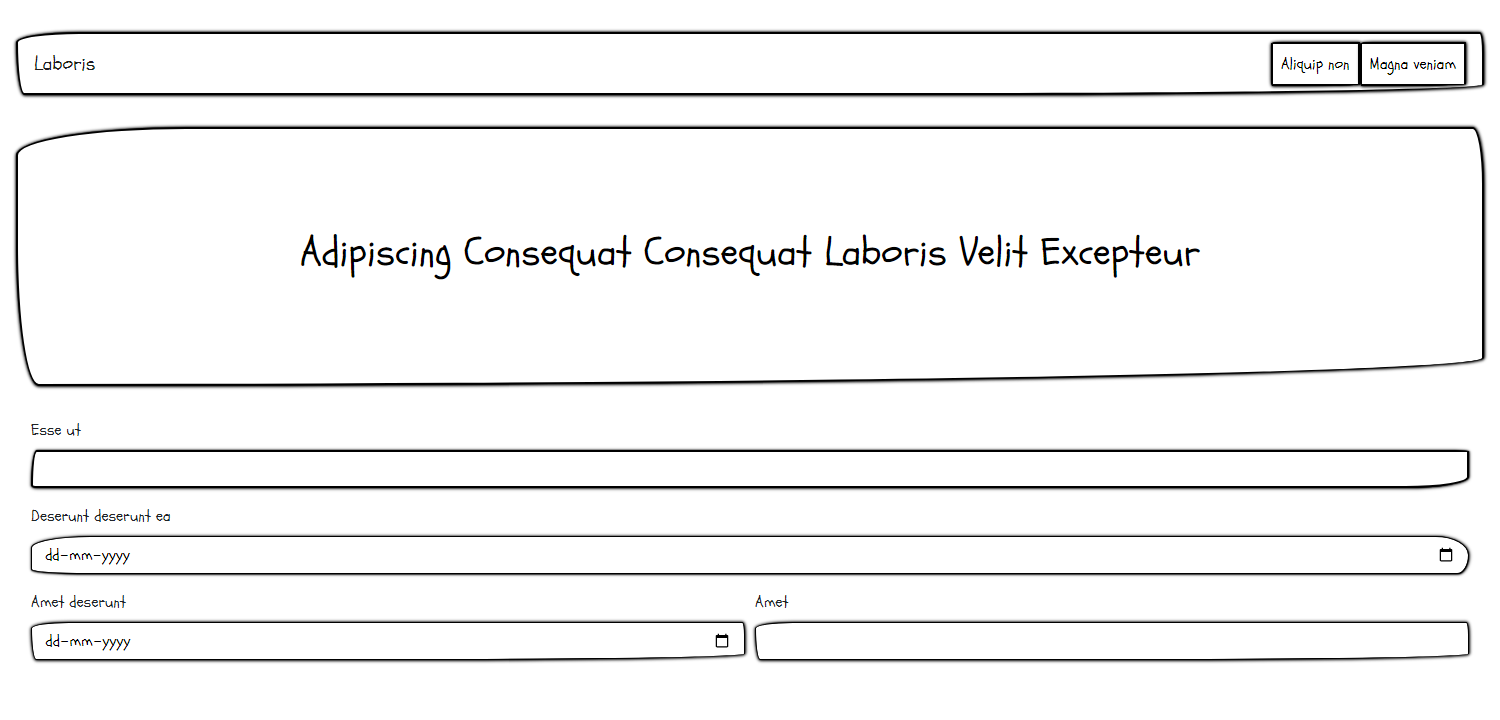 Laboris
Aliquip non
Magna veniam
Adipiscing Consequat Consequat Laboris Velit Excepteur
Esse ut
Deserunt deserunt ea
dd-mm-yyyy
Amet deserunt
Amet
dd-mm-yyyy